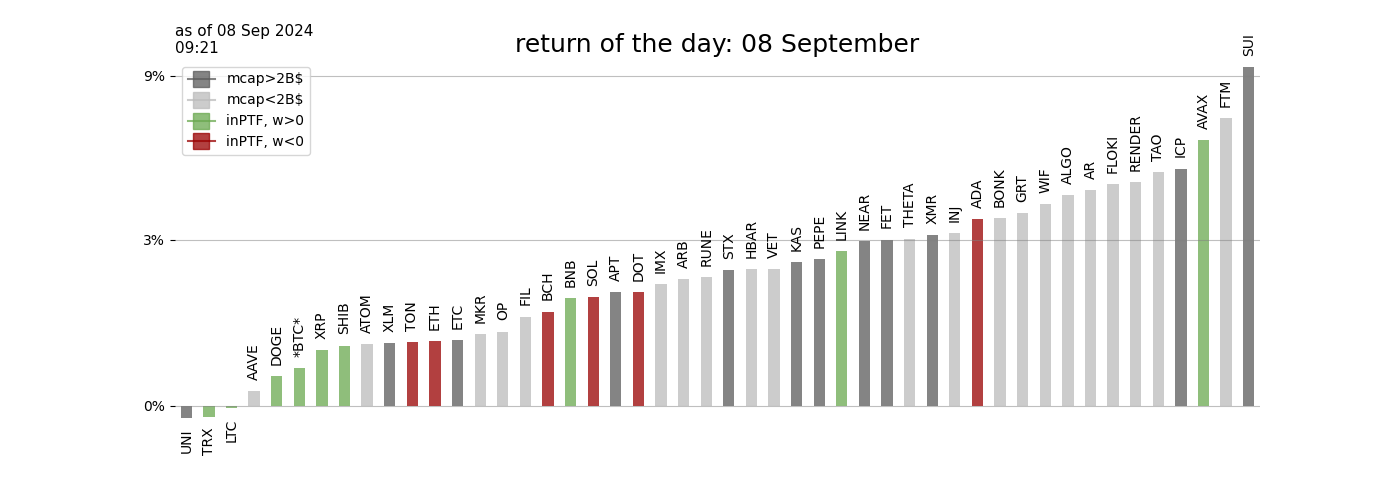 as of 08 Sep 2024
09:21
return of the day: 08 September
mcap>2B$
mcap<2B$
inPTF, w>0
inPTF, w<0
9%
3%
0%
UNI
TRX
LTC
AAVE
DOGE
*BTC*
XRP
SHIB
ATOM
XLM
TON
ETH
ETC
MKR
OP
FIL
BCH
BNB
SOL
APT
DOT
IMX
ARB
RUNE
STX
HBAR
VET
KAS
PEPE
LINK
NEAR
FET
THETA
XMR
INJ
ADA
BONK
GRT
WIF
ALGO
AR
FLOKI
RENDER
TAO
ICP
AVAX
FTM
SUI